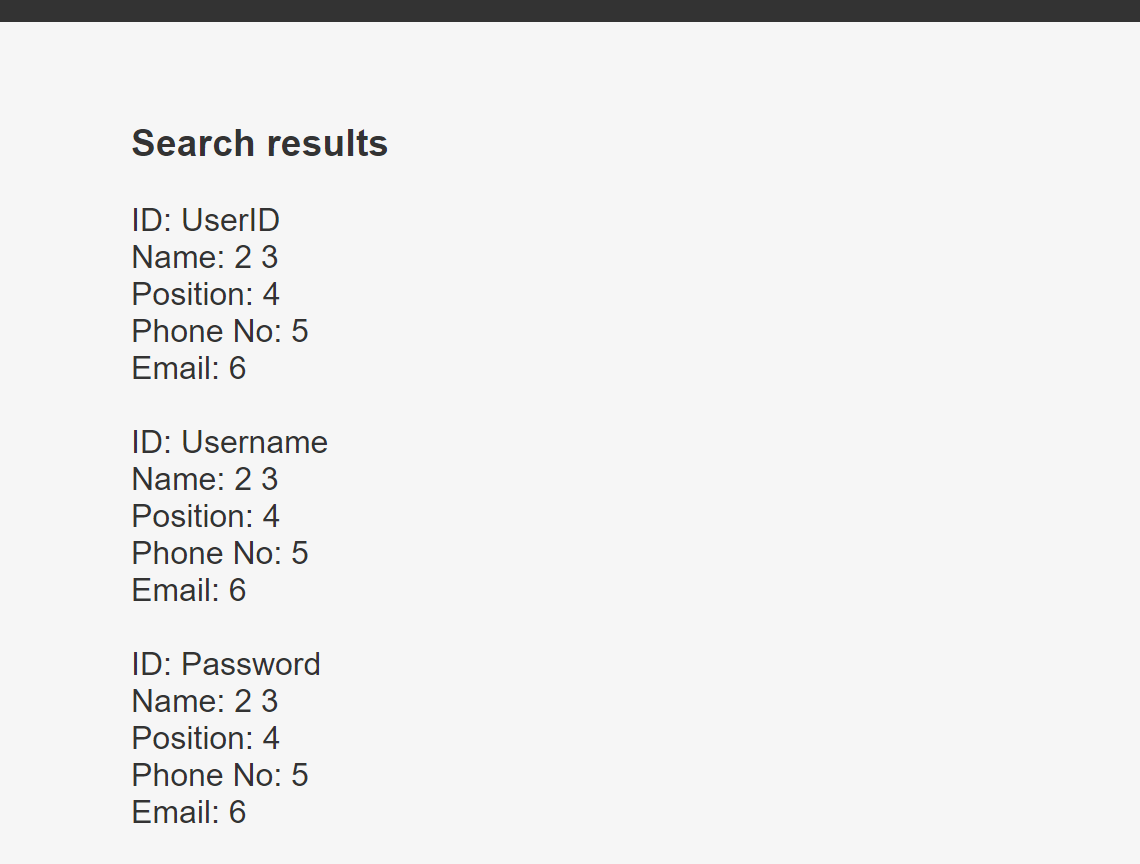 Search results
ID: UserID
Name: 2 3
Position: 4
Phone No: 5
Email: 6
ID: Username
Name: 2 3
Position: 4
Phone No: 5
Email: 6
ID: Password
Name: 2 3
Position: 4
Phone No: 5
Email: 6